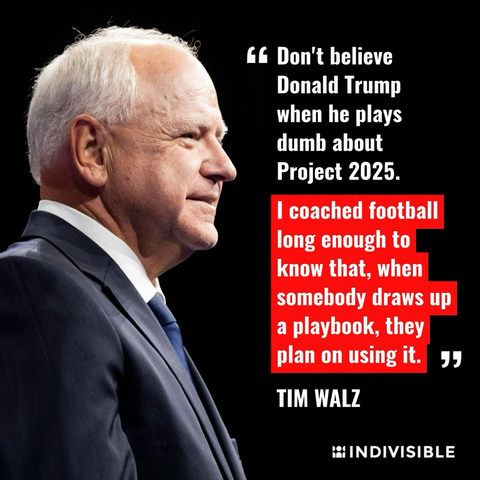 “ Don't believe
Donald Trump
when he plays
dumb about
Project 2025.
I coached football
long enough to
know that, when
somebody draws up
a playbook, they
plan on using it. ”
TIM WALZ
INDIVISIBLE